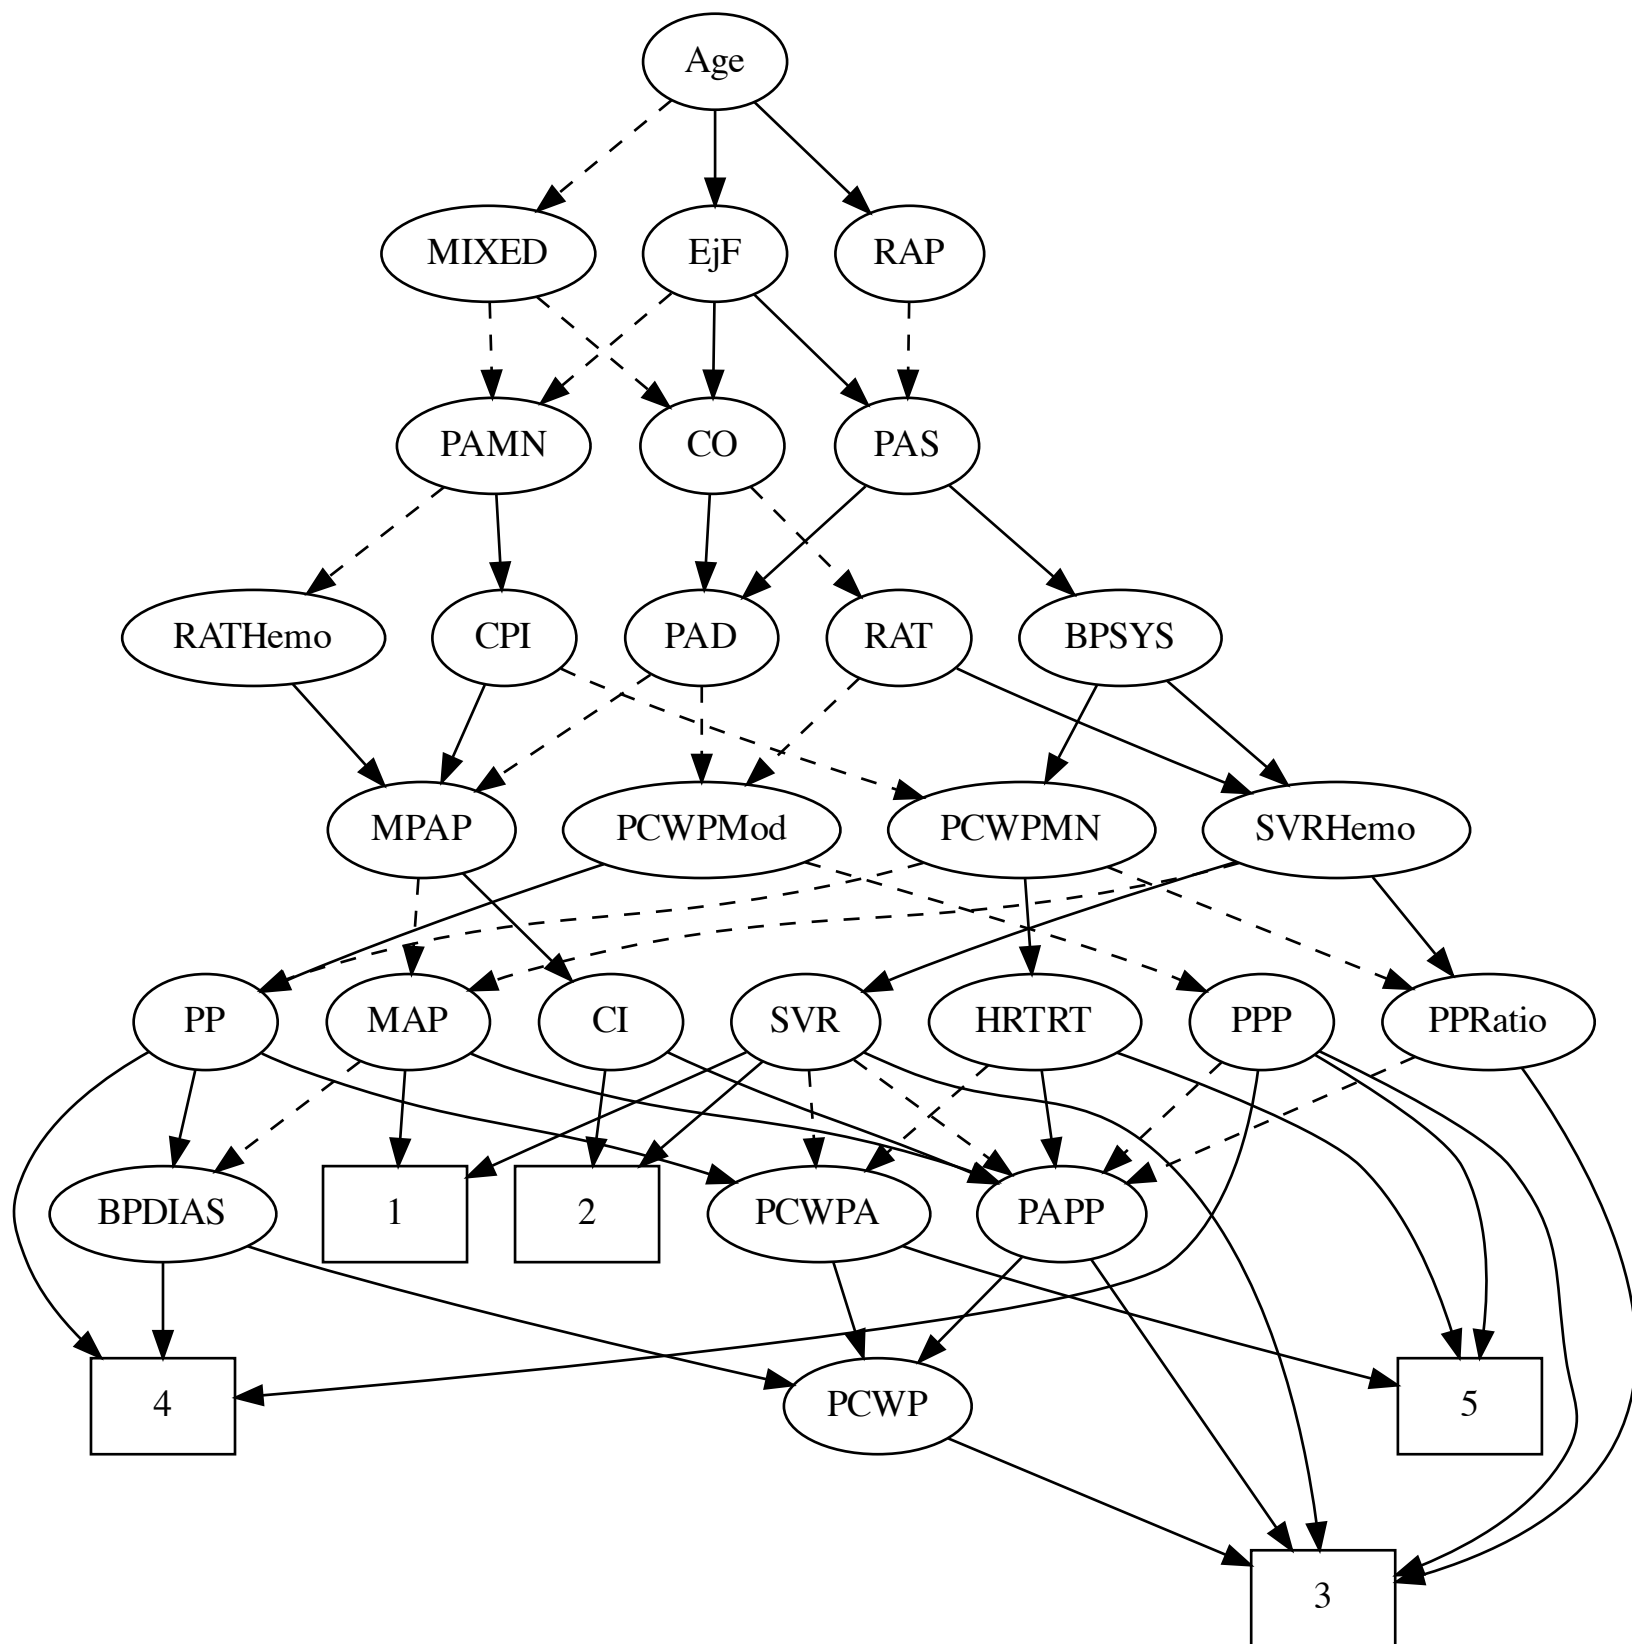 Age
MIXED
EjF
RAP
PAMN
CO
PAS
RATHemo
CPI
PAD
RAT
BPSYS
MPAP
PCWPMod
PCWPMN
SVRHemo
PP
MAP
CI
SVR
HRTRT
PPP
PPRatio
BPDIAS
1
2
PCWPA
PAPP
4
PCWP
5
3